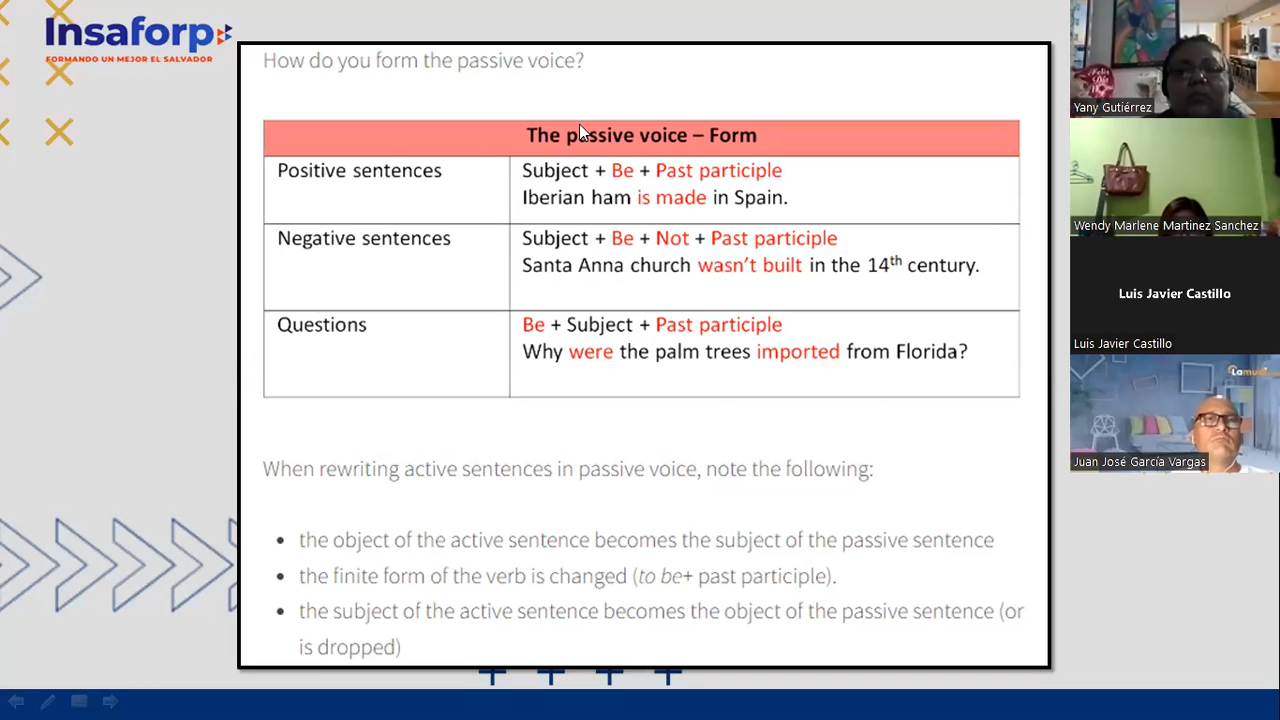 Insaforp
FORMANDO UN MEJOR EL SALVADOR
How do you form the passive voice?
The passive voice – Form
Positive sentences
Subject + Be + Past participle
Iberian ham is made in Spain.
Negative sentences
Subject + Be + Not + Past participle
Santa Anna church wasn't built in the 14th century.
Questions
Be + Subject + Past participle
Why were the palm trees imported from Florida?
When rewriting active sentences in passive voice, note the following:
• the object of the active sentence becomes the subject of the passive sentence
• the finite form of the verb is changed (to be+ past participle).
• the subject of the active sentence becomes the object of the passive sentence (or
is dropped)
Yany Gutiérrez
Wendy Marlene Martinez Sanchez
Luis Javier Castillo
Luis Javier Castillo
Juan José García Vargas